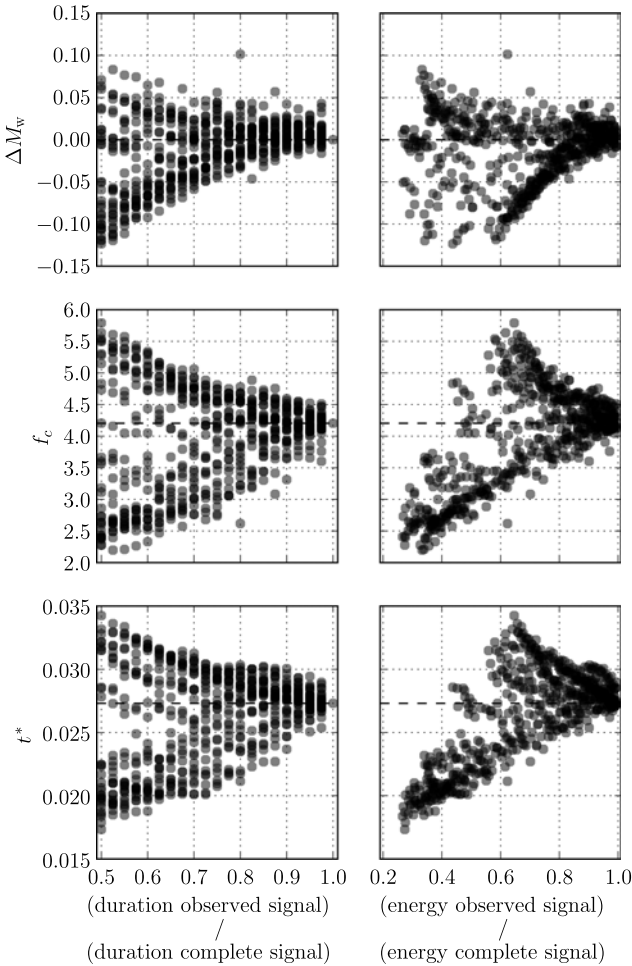 0.15
0.10
0.05
0.00
−0.05
−0.10
−0.15
ΔMw
6.0
5.5
5.0
4.5
4.0
3.5
3.0
2.5
2.0
fc
0.035
0.030
0.025
0.020
0.015
t*
0.5 0.6 0.7 0.8 0.9 1.0
0.2 0.4 0.6 0.8 1.0
(duration observed signal)
/
(duration complete signal)
(energy observed signal)
/
(energy complete signal)